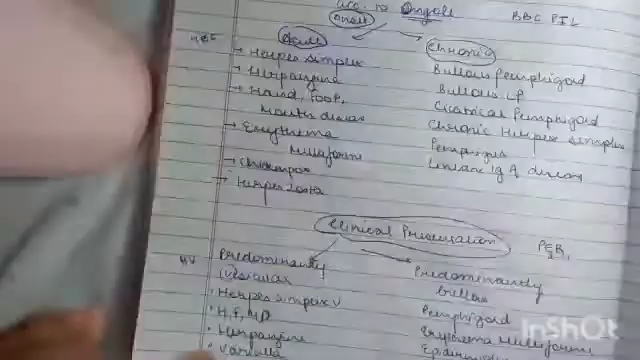 acc. to Ongole BBC PIL
onset
Acute Chronic
→ Herpes simplex Bullous Pemphigoid
→ Herpangina Bullous LP
→ Hand, Foot, Cicatricial Pemphigoid
Mouth disease Chronic Herpes simplex
→ Erythema Pemphigus
Multiforme Linear Ig A disease
→ Chickenpox
→ Herpes Zoster
Clinical Presentation
Predominantly Predominantly
Vesicular bullous
• Herpes simplex V Pemphigoid
• H, F, M, D Erythema Multiforme
• Herpangina
• Varicella
InShot